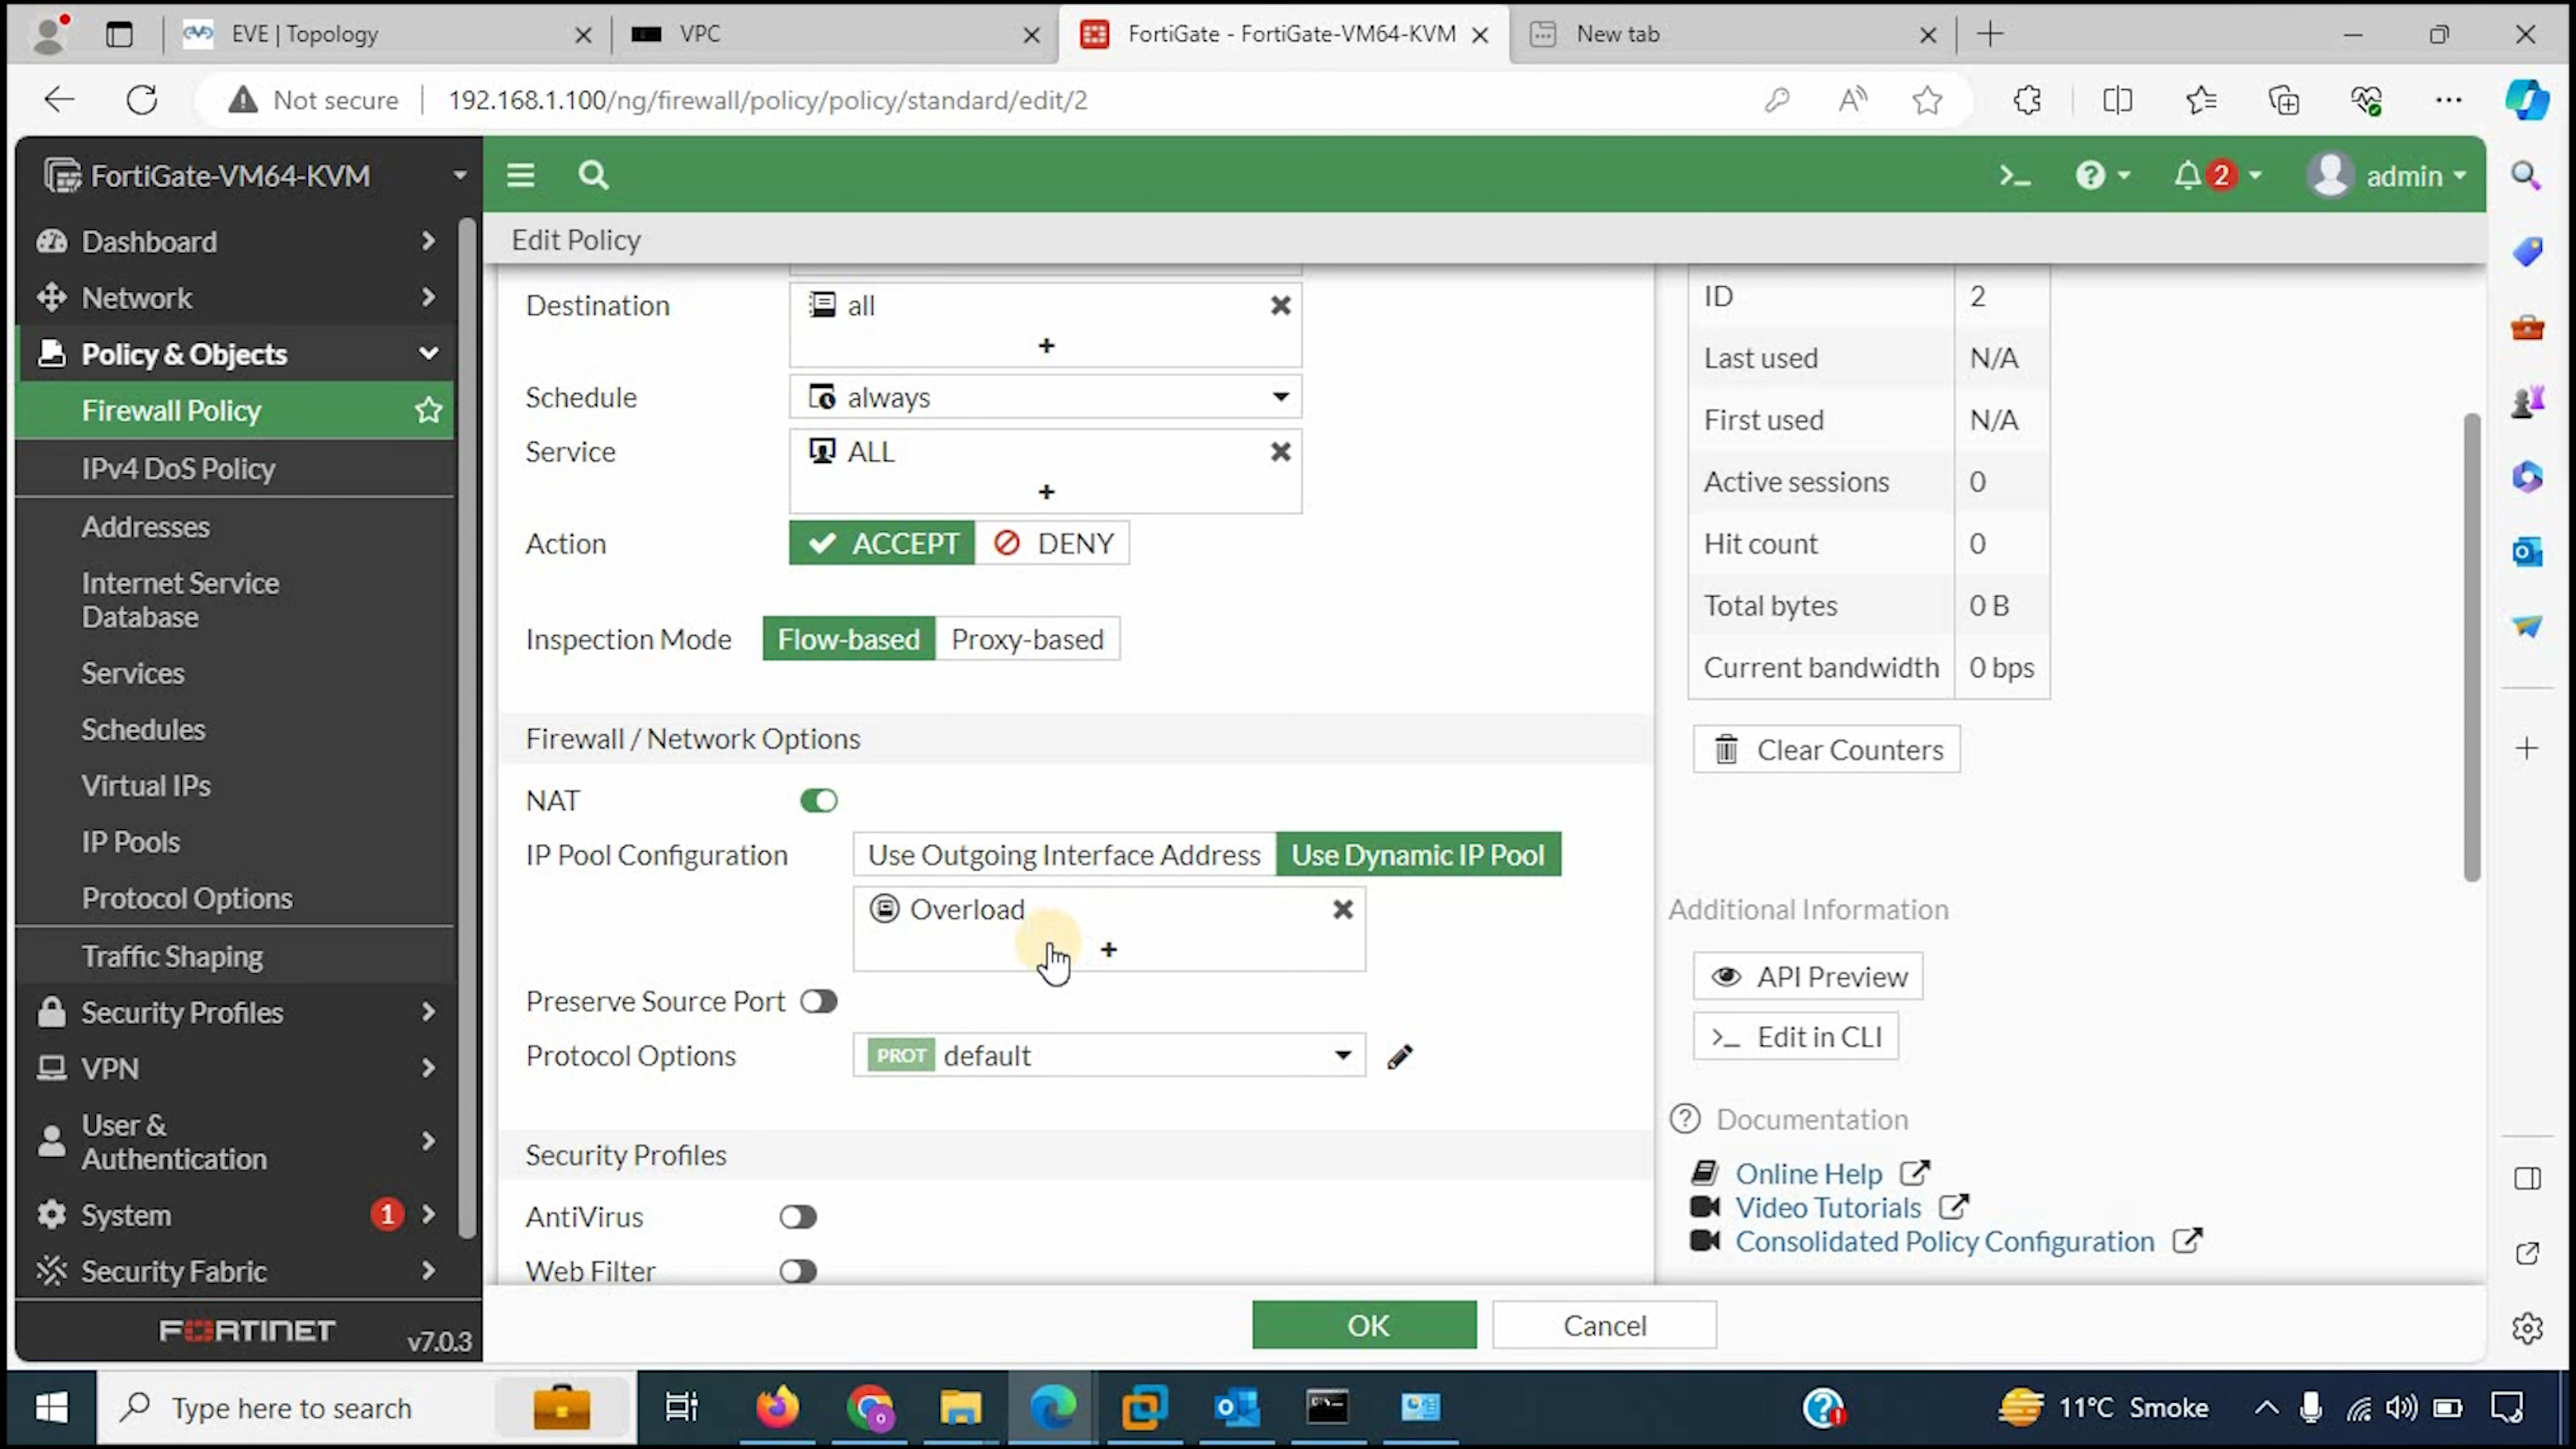 EVE | Topology
VPC
FortiGate - FortiGate-VM64-KVM
New tab
Not secure
192.168.1.100/ng/firewall/policy/policy/standard/edit/2
FortiGate-VM64-KVM
2
admin
Dashboard
Network
Policy & Objects
Firewall Policy
IPv4 DoS Policy
Addresses
Internet Service
Database
Services
Schedules
Virtual IPs
IP Pools
Protocol Options
Traffic Shaping
Security Profiles
VPN
User &
Authentication
System 1
Security Fabric
FORTINET v7.0.3
Edit Policy
Destination all
+
Schedule always
Service ALL
+
Action ACCEPT DENY
Inspection Mode Flow-based Proxy-based
Firewall / Network Options
NAT
IP Pool Configuration Use Outgoing Interface Address Use Dynamic IP Pool
Overload
+
Preserve Source Port
Protocol Options PROT default
Security Profiles
AntiVirus
Web Filter
ID 2
Last used N/A
First used N/A
Active sessions 0
Hit count 0
Total bytes 0 B
Current bandwidth 0 bps
Clear Counters
Additional Information
API Preview
>_ Edit in CLI
Documentation
Online Help
Video Tutorials
Consolidated Policy Configuration
OK Cancel
Type here to search
11°C Smoke